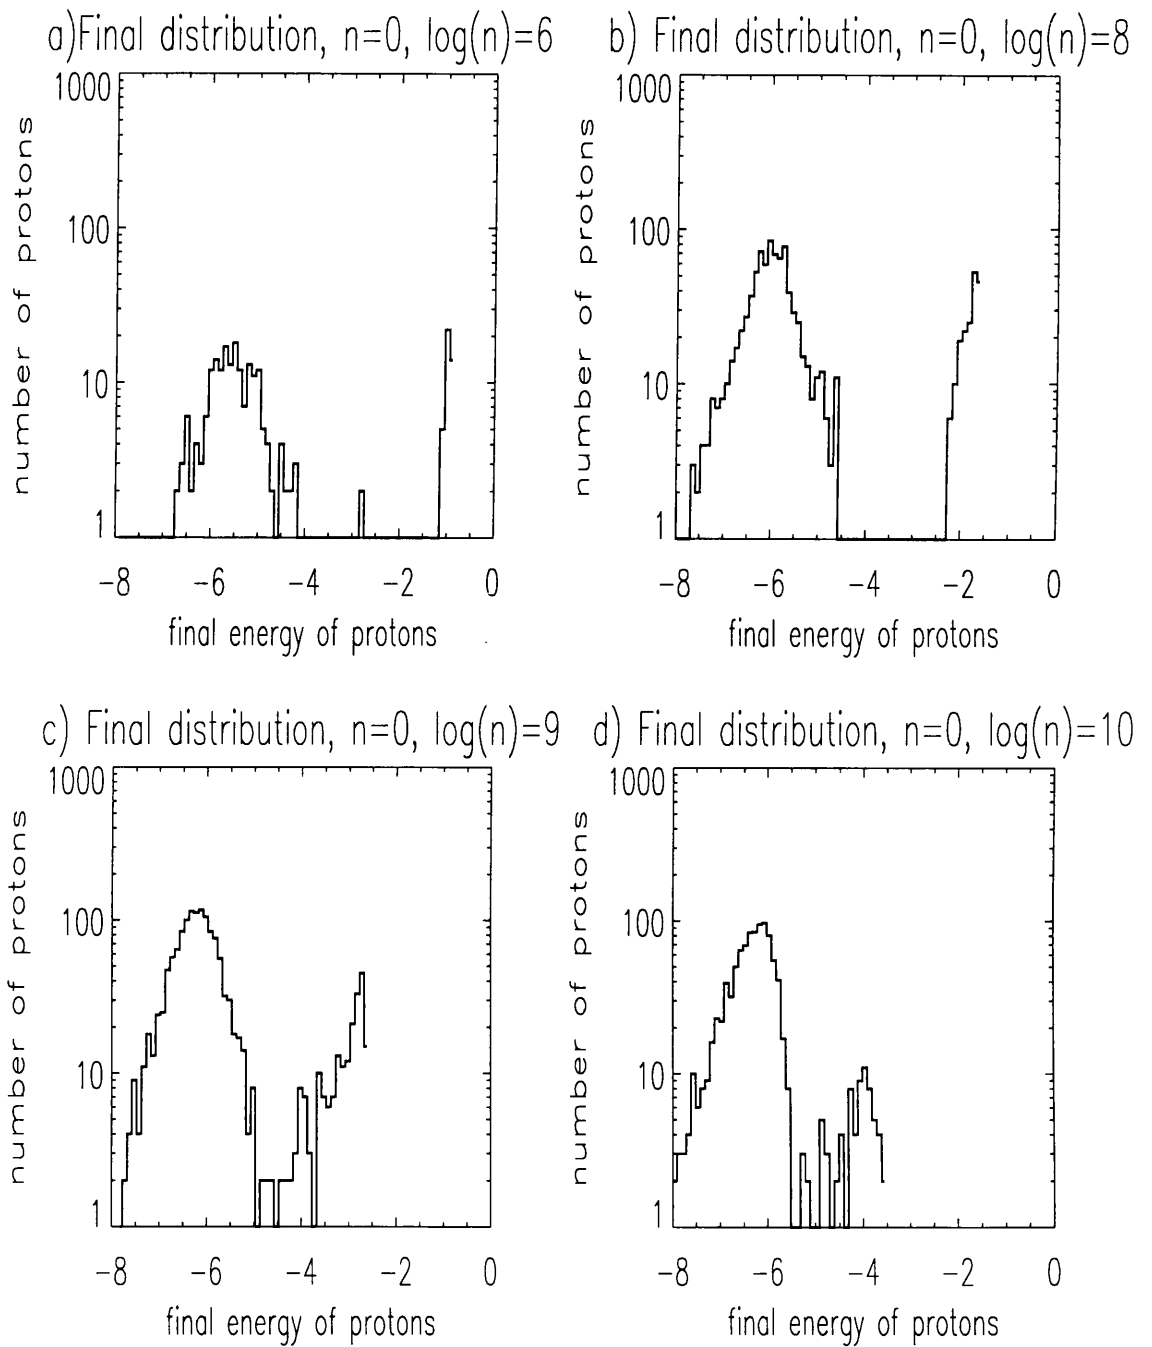 a)Final distribution, n=0, log(n)=6
1000
100
10
1
number of protons
-8 -6 -4 -2 0
final energy of protons
b) Final distribution, n=0, log(n)=8
1000
100
10
1
number of protons
-8 -6 -4 -2 0
final energy of protons
c) Final distribution, n=0, log(n)=9
1000
100
10
1
number of protons
-8 -6 -4 -2 0
final energy of protons
d) Final distribution, n=0, log(n)=10
1000
100
10
1
number of protons
-8 -6 -4 -2 0
final energy of protons